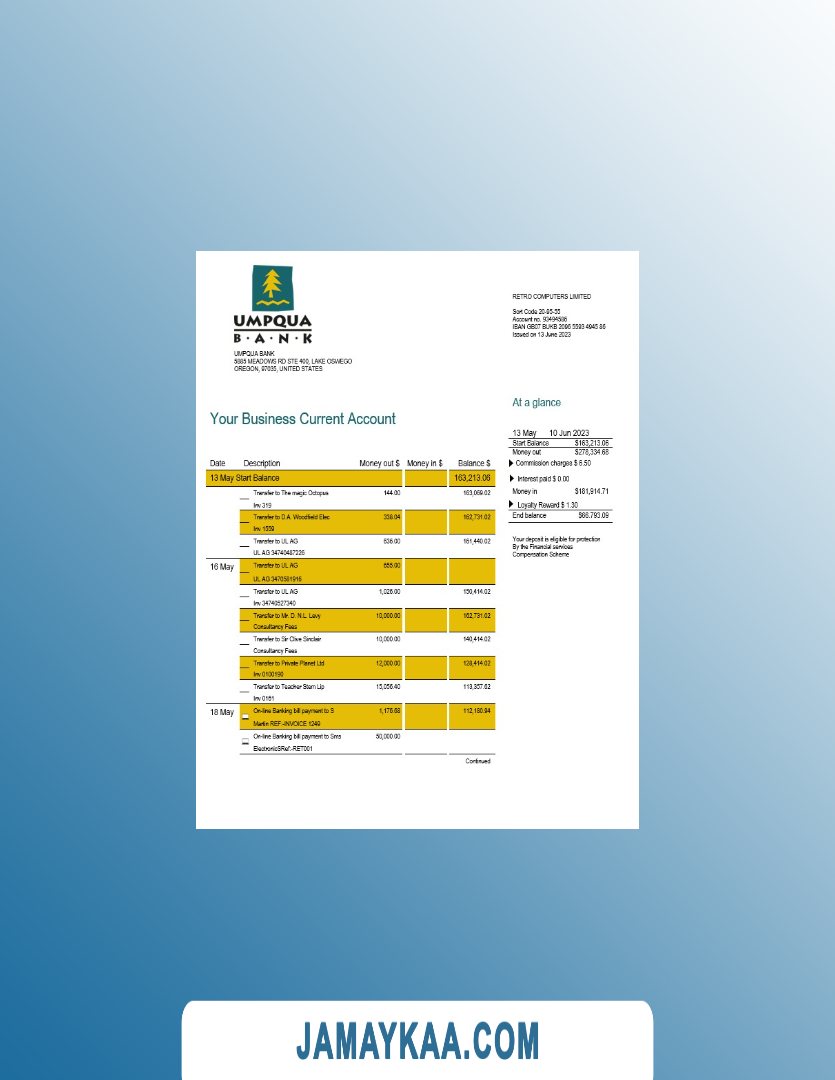 UMPQUA
B · A · N · K
UMPQUA BANK
5885 MEADOWS RD STE 400, LAKE OSWEGO
OREGON, 97035, UNITED STATES
RETRO COMPUTERS LIMITED
Sort Code 20-95-55
Account no. 93494586
IBAN GB07 BUKB 2096 5593 4945 86
Issued on 13 June 2023
Your Business Current Account
At a glance
13 May 10 Jun 2023
Start Balance $163,213.06
Money out $278,334.68
Commission charges $ 6.50
Interest paid $ 0.00
Money in $181,914.71
Loyalty Reward $ 1.30
End balance $66.793.09
Your deposit is eligible for protection
By the Financial services
Compensation Scheme
Date Description Money out $ Money in $ Balance $
13 May Start Balance 163,213.06
Transfer to The magic Octopus 144.00 163,069.02
Inv 319
Transfer to D.A. Woodfield Elec 338.04 162,731.02
Inv 1559
Transfer to UL AG 636.00 161,440.02
UL AG 34740487226
16 May Transfer to UL AG 655.00
UL AG 3470581916
Transfer to UL AG 1,026.00 150,414.02
Inv 34740527340
Transfer to Mr. D. N.L. Levy 10,000.00 162,731.02
Consultancy Fees
Transfer to Sir Clive Sinclair 10,000.00 140,414.02
Consultancy Fees
Transfer to Private Planet Ltd 12,000.00 128,414.02
Inv 0100190
Transfer to Teacher Stern Lip 15,056.40 113,357.62
Inv 0161
18 May On-line Banking bill payment to S 1,176.68 112,180.94
Martin REF:-INVOICE 1249
On-line Banking bill payment to Sms 50,000.00
ElectronicSRef:-RET001
Continued
JAMAYKAA.COM